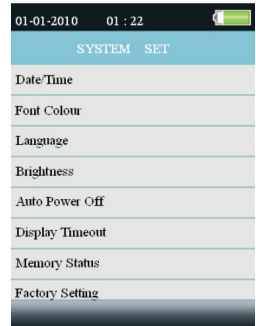 01-01-2010 01 : 22
SYSTEM SET
Date/Time
Font Colour
Language
Brightness
Auto Power Off
Display Timeout
Memory Status
Factory Setting